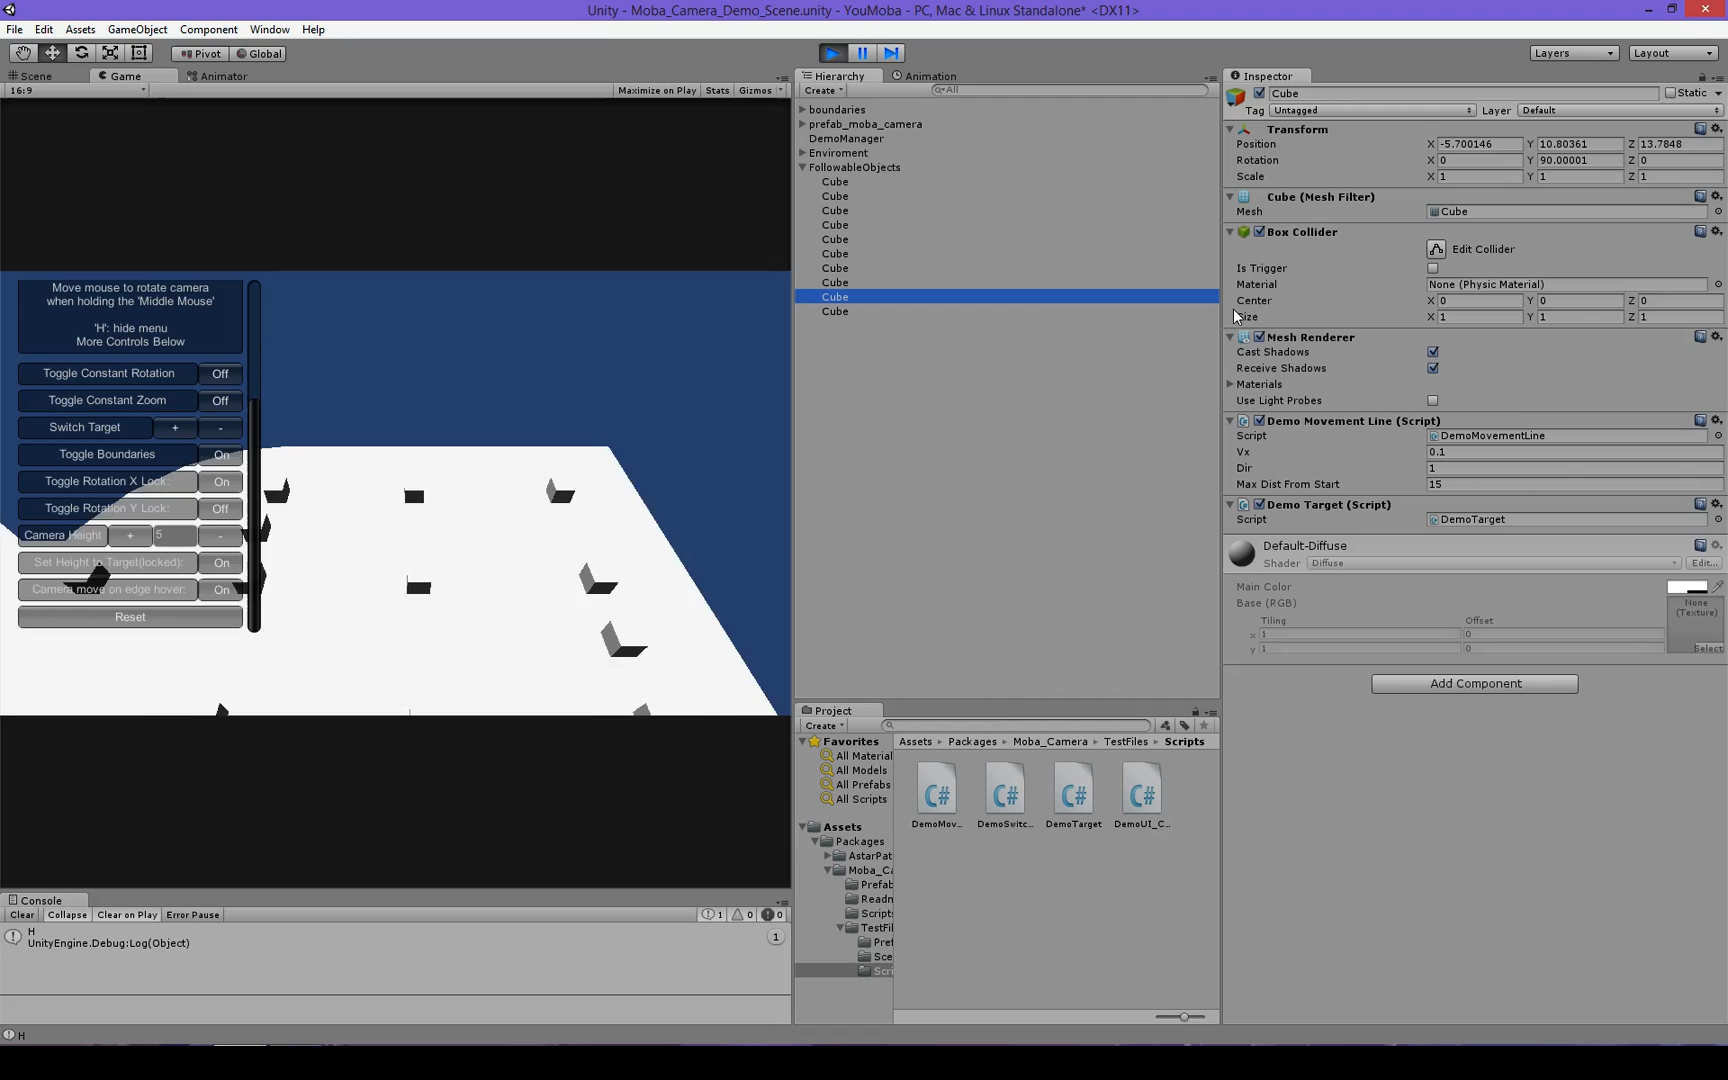 Unity - Moba_Camera_Demo_Scene.unity - YouMoba - PC, Mac & Linux Standalone* <DX11>
File Edit Assets GameObject Component Window Help
Pivot Global
Layers Layout
Scene Game Animator
16:9 Maximize on Play Stats Gizmos
Move mouse to rotate camera
when holding the 'Middle Mouse'
'H': hide menu
More Controls Below
Toggle Constant Rotation Off
Toggle Constant Zoom Off
Switch Target + -
Toggle Boundaries On
Toggle Rotation X Lock: On
Toggle Rotation Y Lock: Off
Camera Height + 5 -
Set Height to Target(locked): On
Camera move on edge hover: On
Reset
Console
Clear Collapse Clear on Play Error Pause 1 0 0
H
UnityEngine.Debug:Log(Object) 1
H
Hierarchy Animation
Create All
boundaries
prefab_moba_camera
DemoManager
Enviroment
FollowableObjects
Cube
Cube
Cube
Cube
Cube
Cube
Cube
Cube
Cube
Cube
Project
Create
Favorites
All Material
All Models
All Prefabs
All Scripts
Assets
Packages
AstarPat
Moba_Ca
Prefab
Readn
Scripts
TestFil
Pref
Sce
Scri
Assets Packages Moba_Camera TestFiles Scripts
C# C# C# C#
DemoMov... DemoSwitc... DemoTarget DemoUI_C...
Inspector
Cube Static
Tag Untagged Layer Default
Transform
Position X -5.700146 Y 10.80361 Z 13.7848
Rotation X 0 Y 90.00001 Z 0
Scale X 1 Y 1 Z 1
Cube (Mesh Filter)
Mesh Cube
Box Collider
Edit Collider
Is Trigger
Material None (Physic Material)
Center X 0 Y 0 Z 0
Size X 1 Y 1 Z 1
Mesh Renderer
Cast Shadows
Receive Shadows
Materials
Use Light Probes
Demo Movement Line (Script)
Script DemoMovementLine
Vx 0.1
Dir 1
Max Dist From Start 15
Demo Target (Script)
Script DemoTarget
Default-Diffuse
Shader Diffuse Edit...
Main Color
Base (RGB) None
(Texture)
Tiling Offset
x 1 0
y 1 0 Select
Add Component